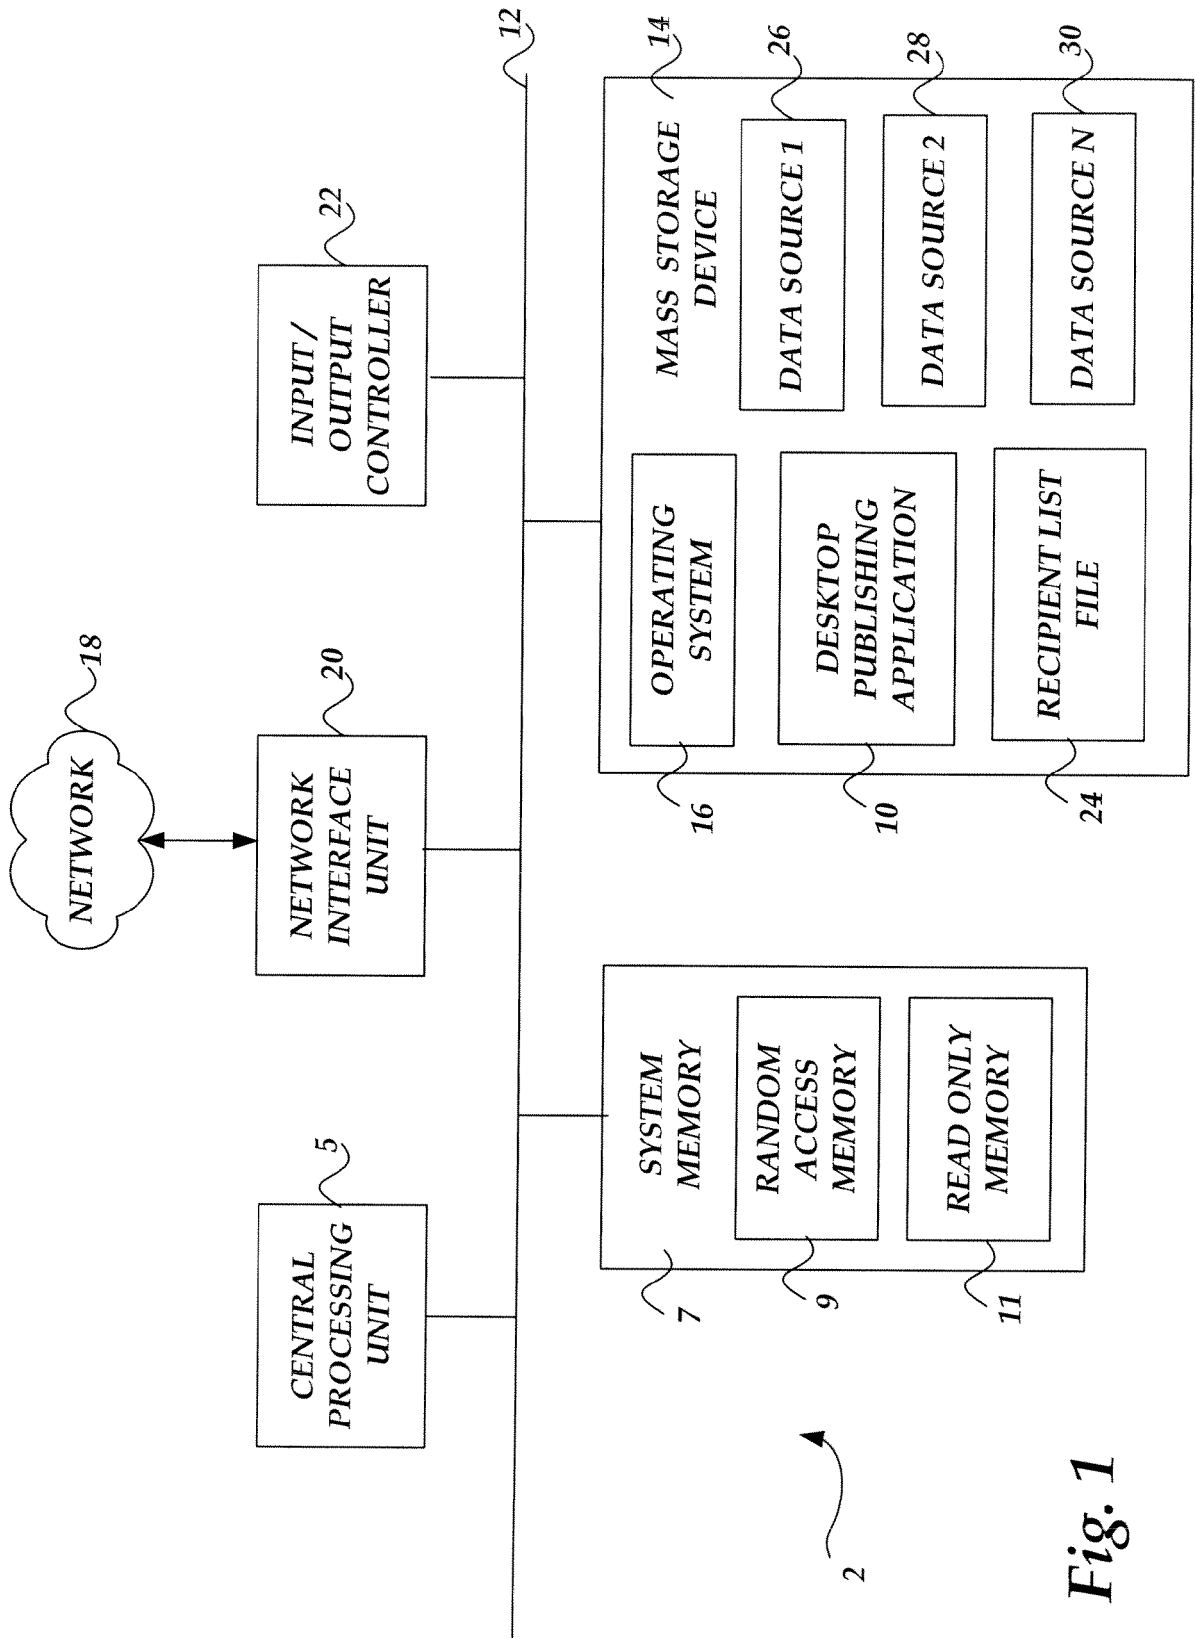 NETWORK
18
CENTRAL
PROCESSING
UNIT
5
NETWORK
INTERFACE
UNIT
20
INPUT/
OUTPUT
CONTROLLER
22
12
SYSTEM
MEMORY
7
RANDOM
ACCESS
MEMORY
9
READ ONLY
MEMORY
11
MASS STORAGE
DEVICE
14
OPERATING
SYSTEM
16
DESKTOP
PUBLISHING
APPLICATION
10
RECIPIENT LIST
FILE
24
DATA SOURCE 1
26
DATA SOURCE 2
28
DATA SOURCE N
30
2
Fig. 1